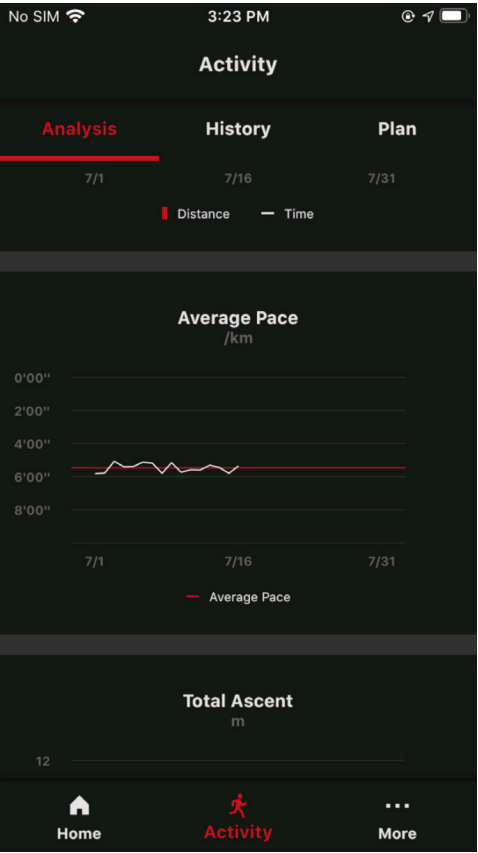 No SIM 3:23 PM
Activity
Analysis History Plan
7/1 7/16 7/31
Distance Time
Average Pace
/km
0'00"
2'00"
4'00"
6'00"
8'00"
7/1 7/16 7/31
Average Pace
Total Ascent
m
12
Home Activity More